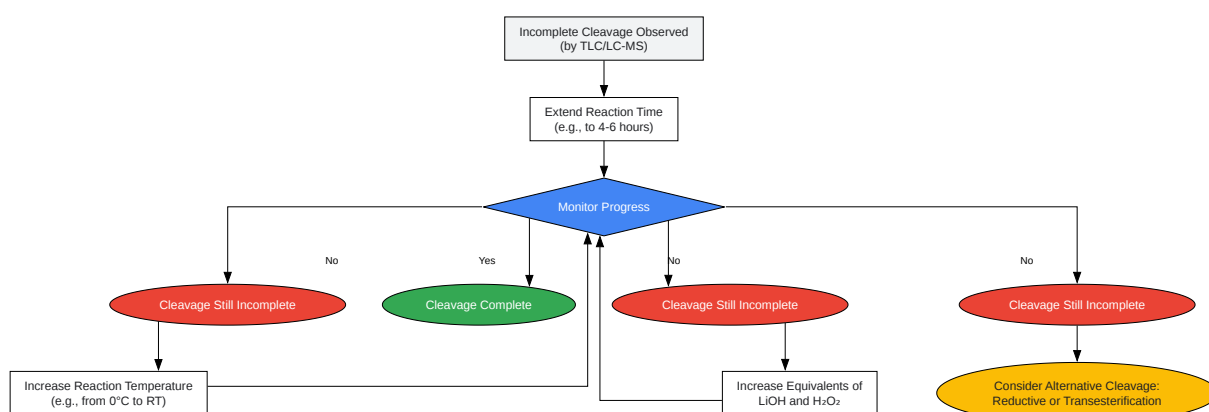 Incomplete Cleavage Observed
(by TLC/LC-MS)
Extend Reaction Time
(e.g., to 4-6 hours)
Monitor Progress
No
Yes
No
No
Cleavage Still Incomplete
Cleavage Complete
Cleavage Still Incomplete
Cleavage Still Incomplete
Increase Reaction Temperature
(e.g., from 0°C to RT)
Increase Equivalents of
LiOH and H₂O₂
Consider Alternative Cleavage:
Reductive or Transesterification